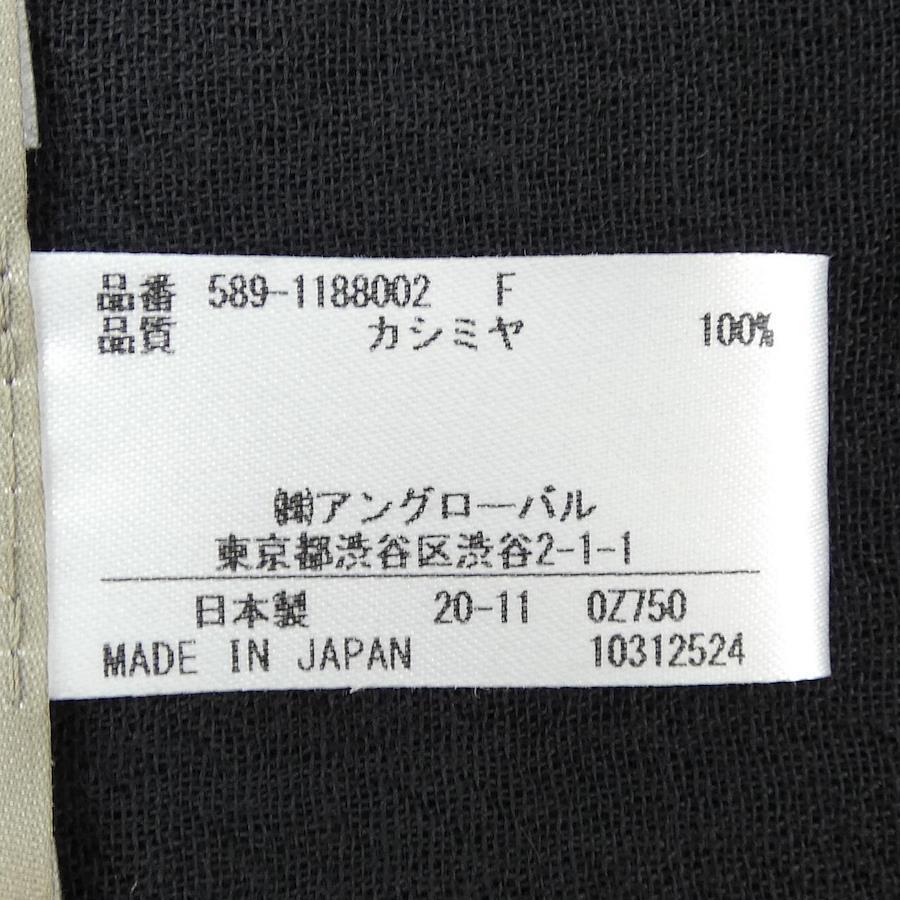 品番 589-1188002 F
品質 カシミヤ 100%
㈱アングローバル
東京都渋谷区渋谷2-1-1
日本製 20-11 0Z750
MADE IN JAPAN 10312524